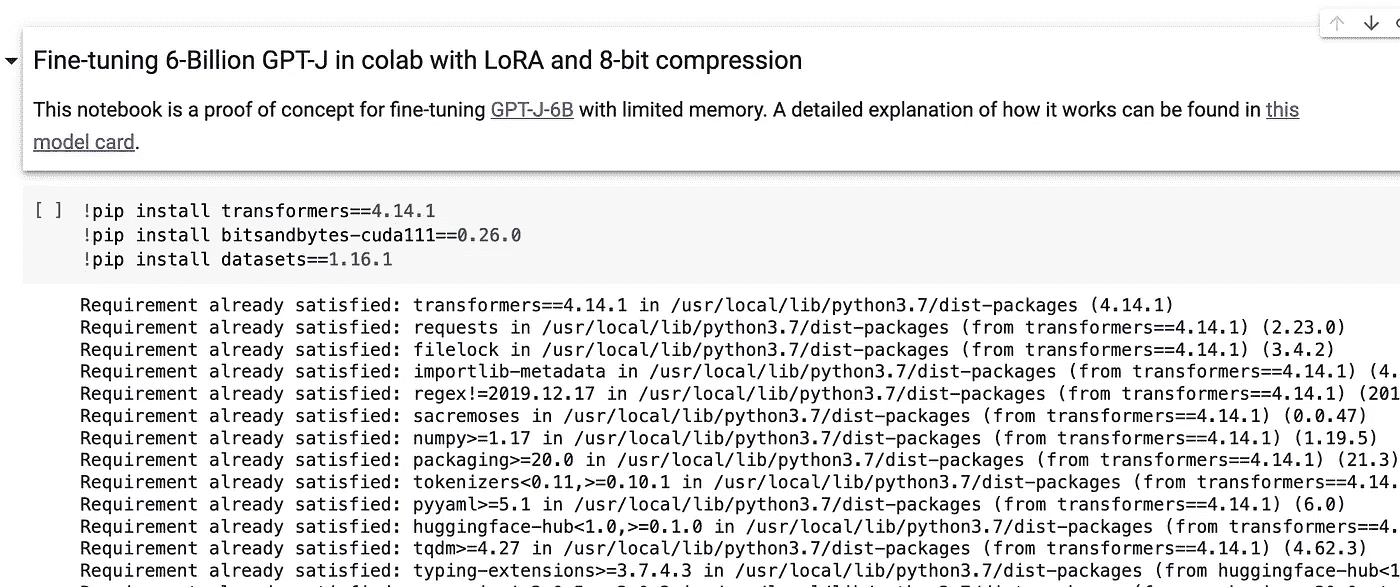 Fine-tuning 6-Billion GPT-J in colab with LoRA and 8-bit compression
This notebook is a proof of concept for fine-tuning GPT-J-6B with limited memory. A detailed explanation of how it works can be found in this
model card.
[ ] !pip install transformers==4.14.1
!pip install bitsandbytes-cuda111==0.26.0
!pip install datasets==1.16.1
Requirement already satisfied: transformers==4.14.1 in /usr/local/lib/python3.7/dist-packages (4.14.1)
Requirement already satisfied: requests in /usr/local/lib/python3.7/dist-packages (from transformers==4.14.1) (2.23.0)
Requirement already satisfied: filelock in /usr/local/lib/python3.7/dist-packages (from transformers==4.14.1) (3.4.2)
Requirement already satisfied: importlib-metadata in /usr/local/lib/python3.7/dist-packages (from transformers==4.14.1) (4.
Requirement already satisfied: regex!=2019.12.17 in /usr/local/lib/python3.7/dist-packages (from transformers==4.14.1) (201
Requirement already satisfied: sacremoses in /usr/local/lib/python3.7/dist-packages (from transformers==4.14.1) (0.0.47)
Requirement already satisfied: numpy>=1.17 in /usr/local/lib/python3.7/dist-packages (from transformers==4.14.1) (1.19.5)
Requirement already satisfied: packaging>=20.0 in /usr/local/lib/python3.7/dist-packages (from transformers==4.14.1) (21.3)
Requirement already satisfied: tokenizers<0.11,>=0.10.1 in /usr/local/lib/python3.7/dist-packages (from transformers==4.14.
Requirement already satisfied: pyyaml>=5.1 in /usr/local/lib/python3.7/dist-packages (from transformers==4.14.1) (6.0)
Requirement already satisfied: huggingface-hub<1.0,>=0.1.0 in /usr/local/lib/python3.7/dist-packages (from transformers==4.
Requirement already satisfied: tqdm>=4.27 in /usr/local/lib/python3.7/dist-packages (from transformers==4.14.1) (4.62.3)
Requirement already satisfied: typing-extensions>=3.7.4.3 in /usr/local/lib/python3.7/dist-packages (from huggingface-hub<1